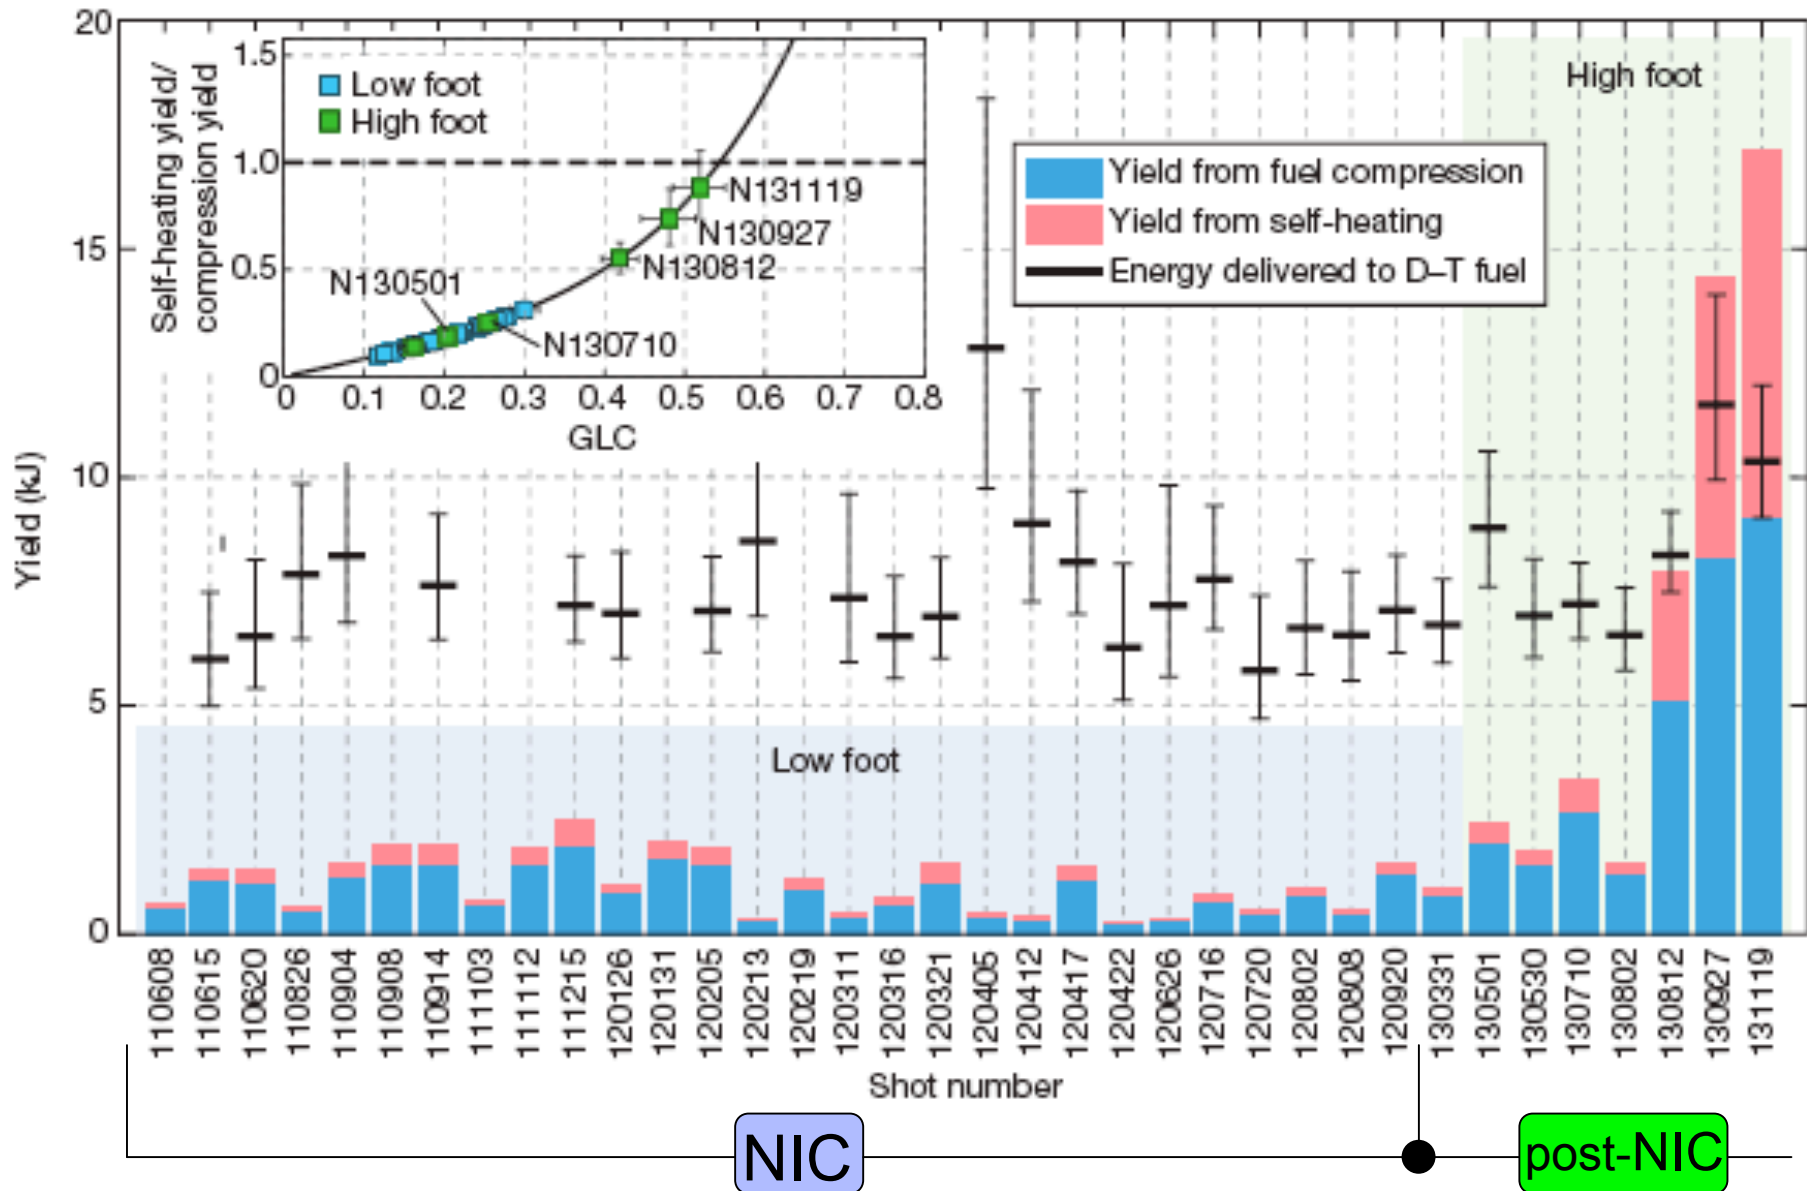 20
15
10
5
0
Yield (kJ)
Self-heating yield/
compression yield
1.5
1.0
0.5
0
Low foot
High foot
N131119
N130927
N130812
N130501
N130710
0 0.1 0.2 0.3 0.4 0.5 0.6 0.7 0.8
GLC
High foot
Yield from fuel compression
Yield from self-heating
Energy delivered to D–T fuel
Low foot
110608
110615
110620
110826
110904
110908
110914
111103
111112
111215
120126
120131
120205
120213
120219
120311
120316
120321
120405
120412
120417
120422
120626
120716
120720
120802
120808
120920
130331
130501
130530
130710
130802
130812
130927
131119
Shot number
NIC
post-NIC